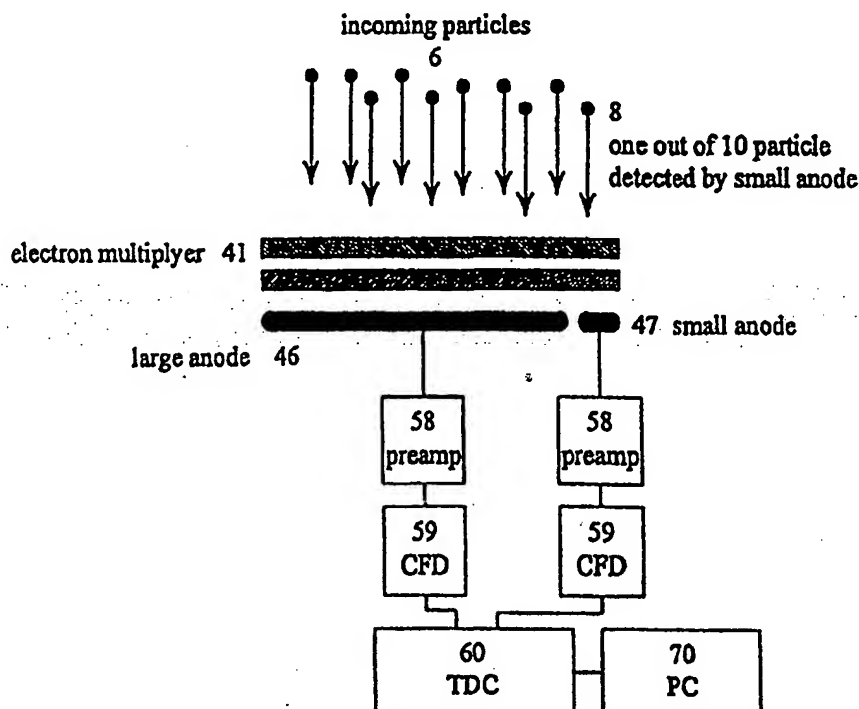 incoming particles
6
8
one out of 10 particle
detected by small anode
electron multiplyer 41
47 small anode
large anode 46
58
preamp
58
preamp
59
CFD
59
CFD
60
TDC
70
PC